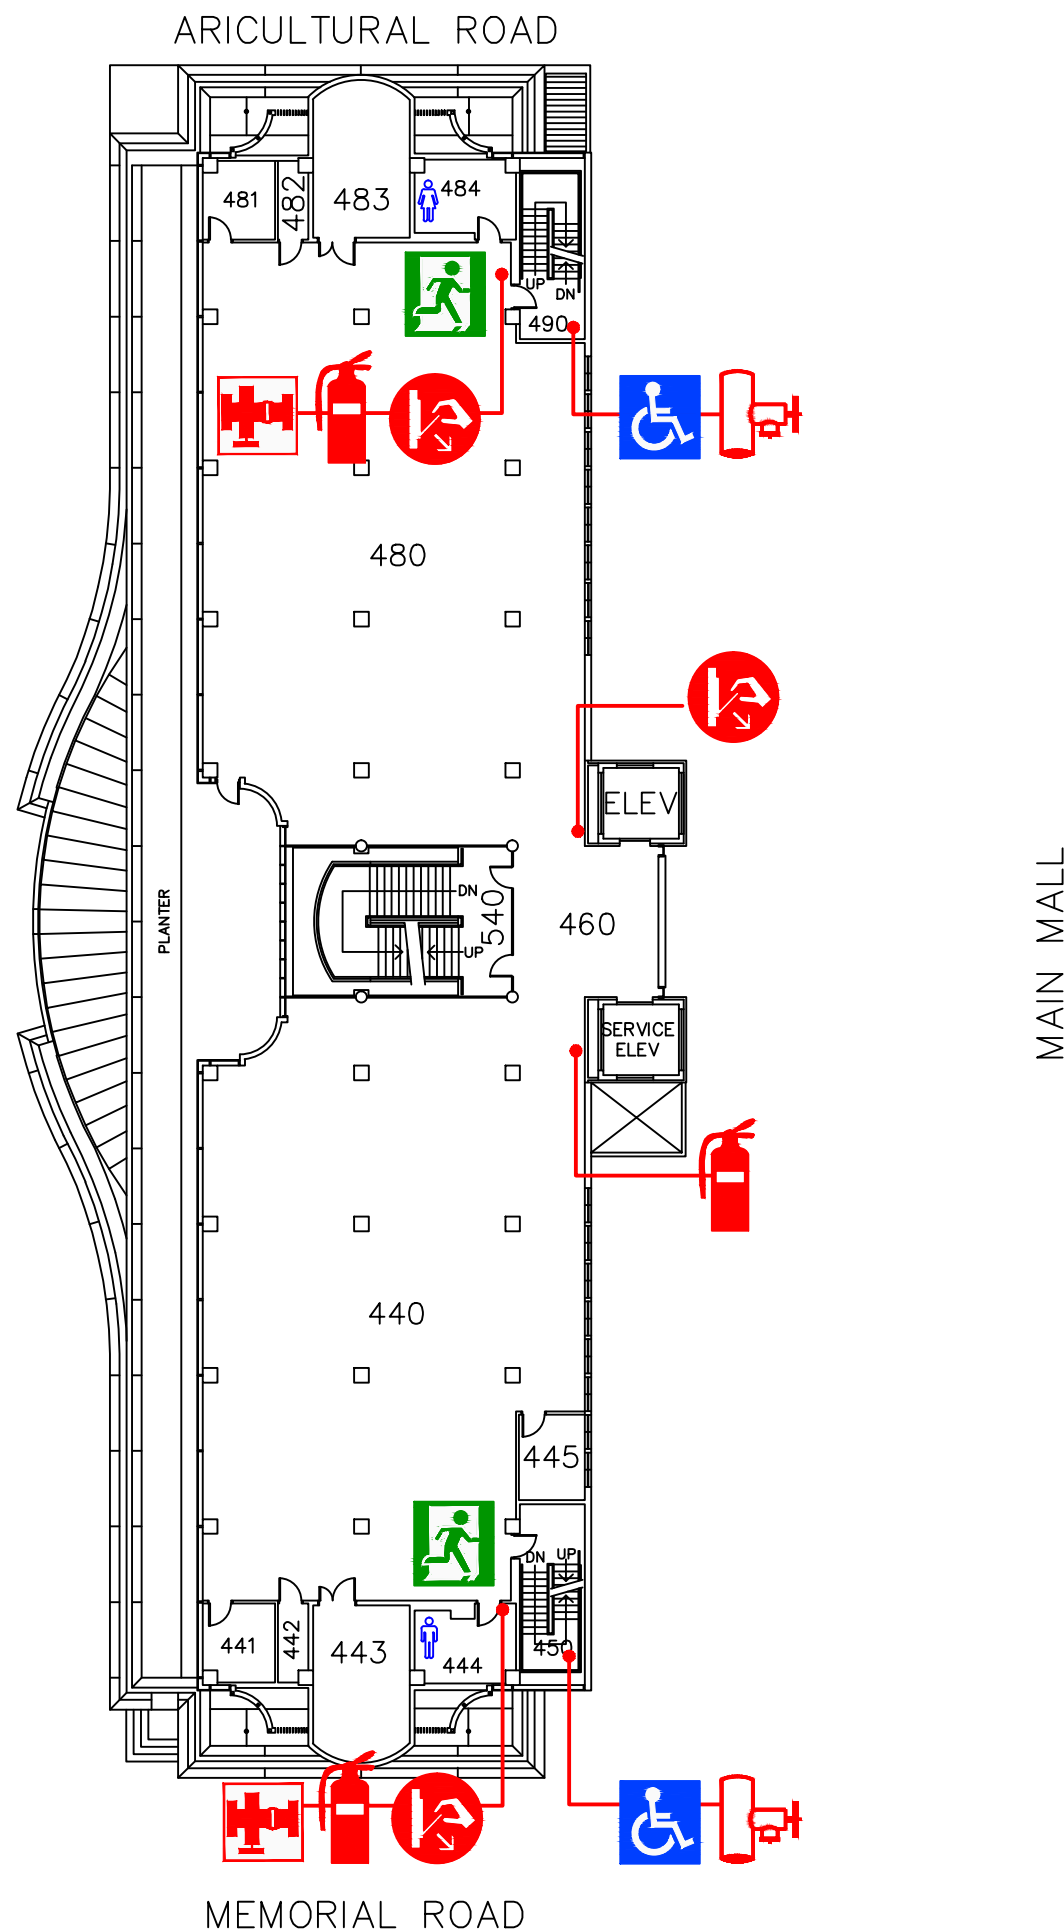 ARICULTURAL ROAD
481
482
483
484
UP
DN
490
480
ELEV
PLANTER
DN
UP
540
460
MAIN MALL
SERVICE
ELEV
440
445
DN
UP
441
442
443
444
450
MEMORIAL ROAD